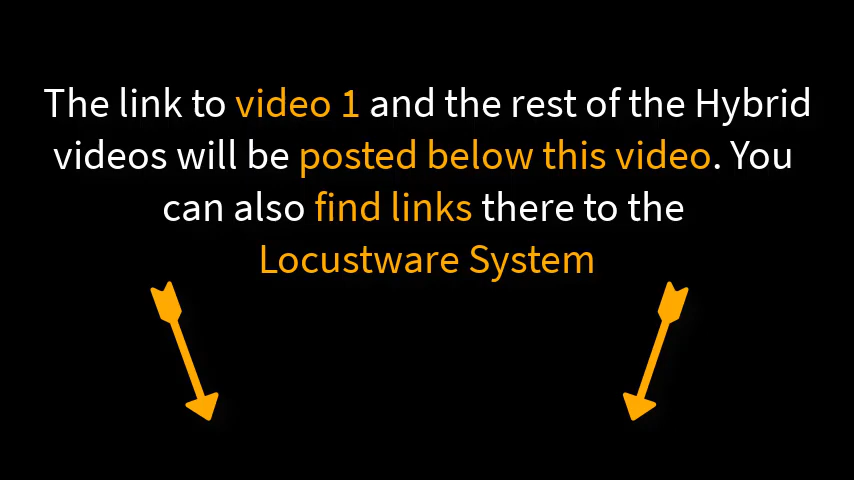 The link to video 1 and the rest of the Hybrid
videos will be posted below this video. You
can also find links there to the
Locustware System